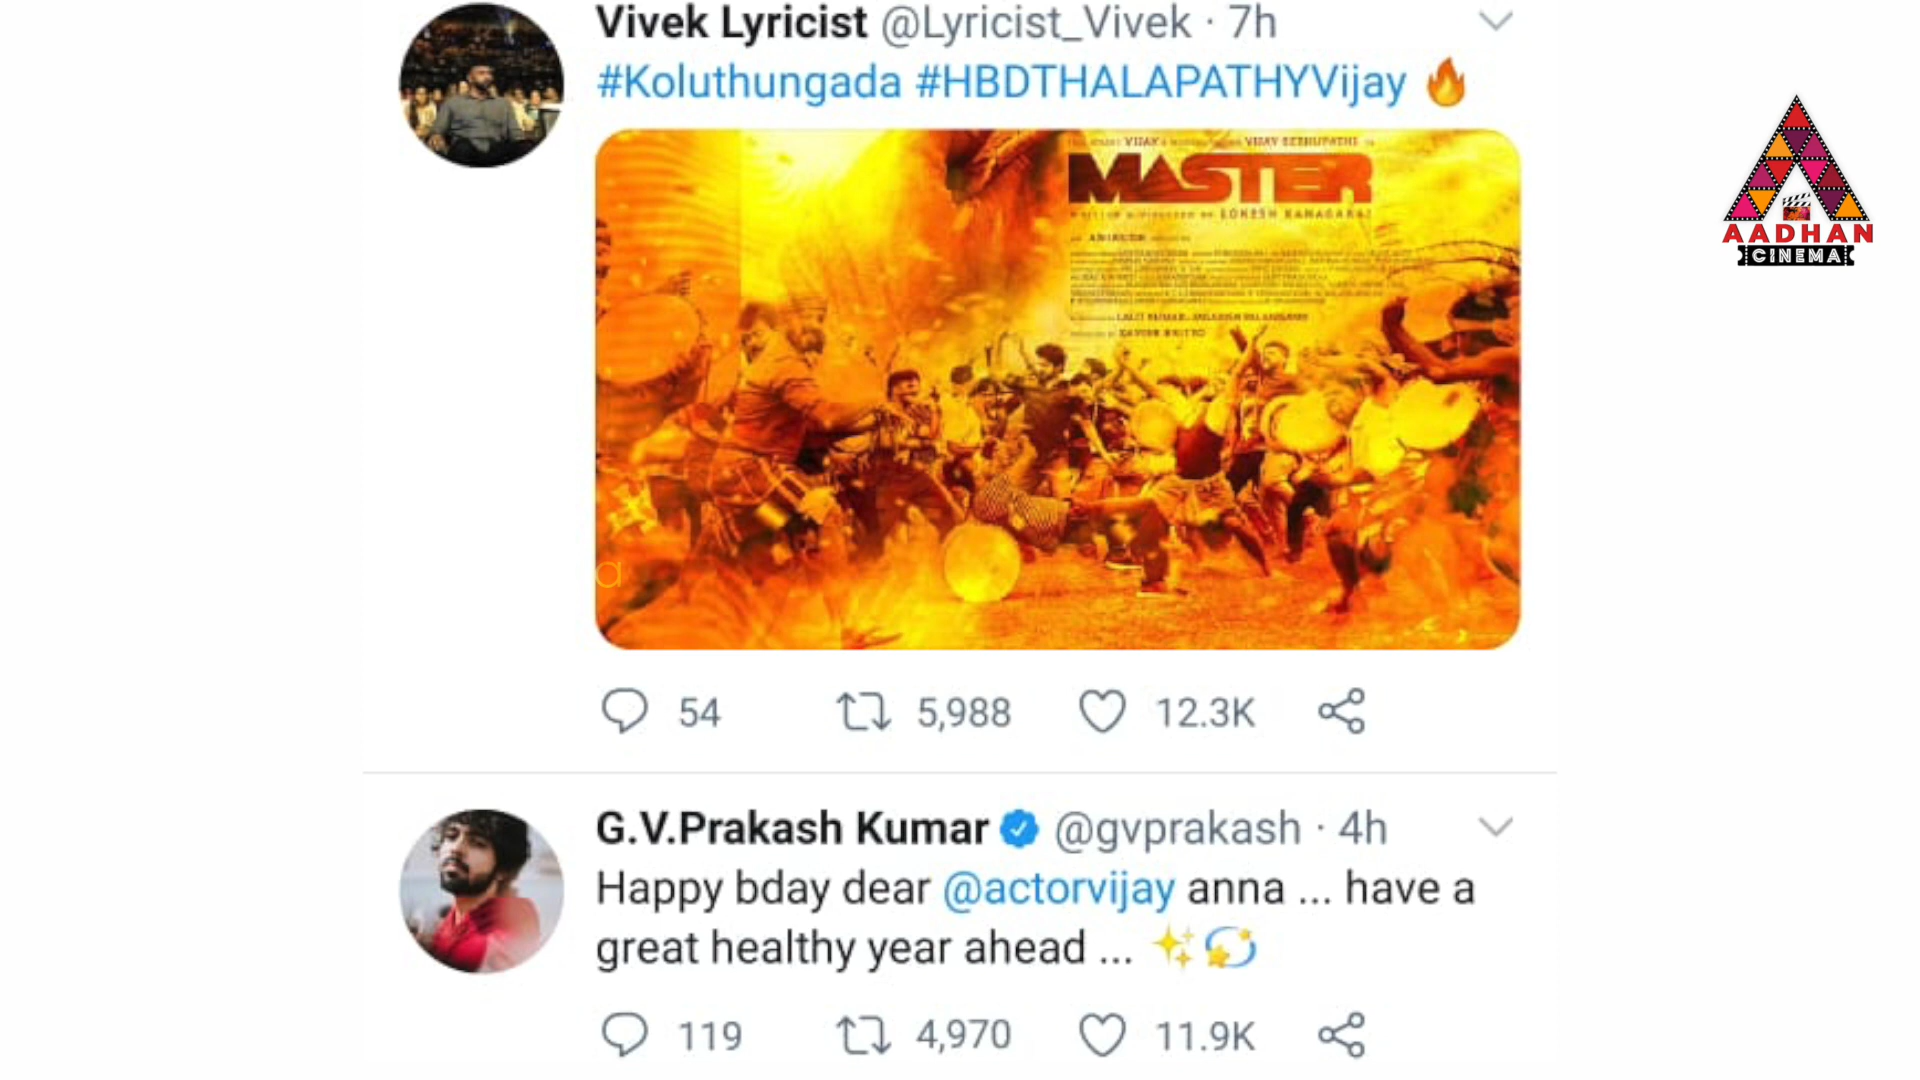 Vivek Lyricist @Lyricist_Vivek · 7h
#Koluthungada #HBDTHALAPATHYVijay
VIJAY VIJAY SETHUPATHI
MASTER
LOKESH KANAGARAJ
ANIRUDH
XAVIER BRITTO
a
54 5,988 12.3K
G.V.Prakash Kumar @gvprakash · 4h
Happy bday dear @actorvijay anna ... have a
great healthy year ahead ...
119 4,970 11.9K
AADHAN
CINEMA